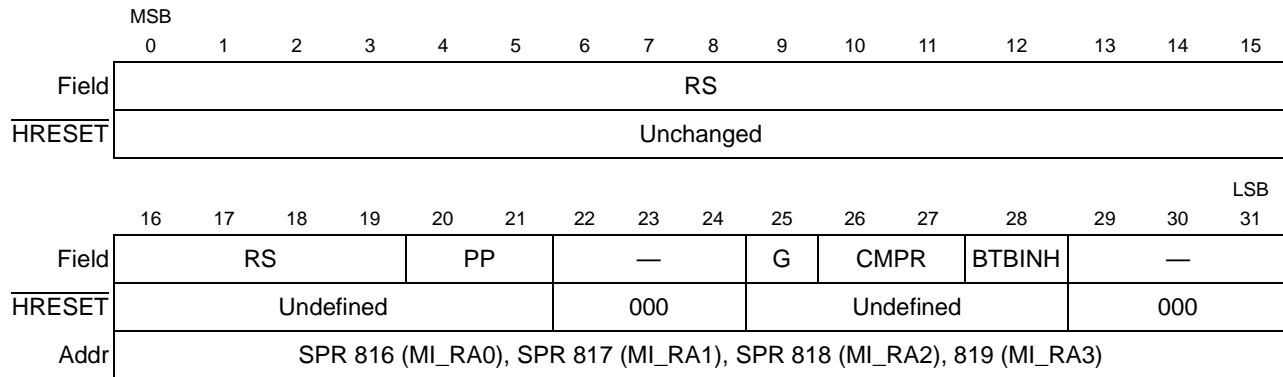 MSB
0 1 2 3 4 5 6 7 8 9 10 11 12 13 14 15
Field RS
HRESET Unchanged
LSB
16 17 18 19 20 21 22 23 24 25 26 27 28 29 30 31
Field RS PP — G CMPR BTBINH —
HRESET Undefined 000 Undefined 000
Addr SPR 816 (MI_RA0), SPR 817 (MI_RA1), SPR 818 (MI_RA2), 819 (MI_RA3)